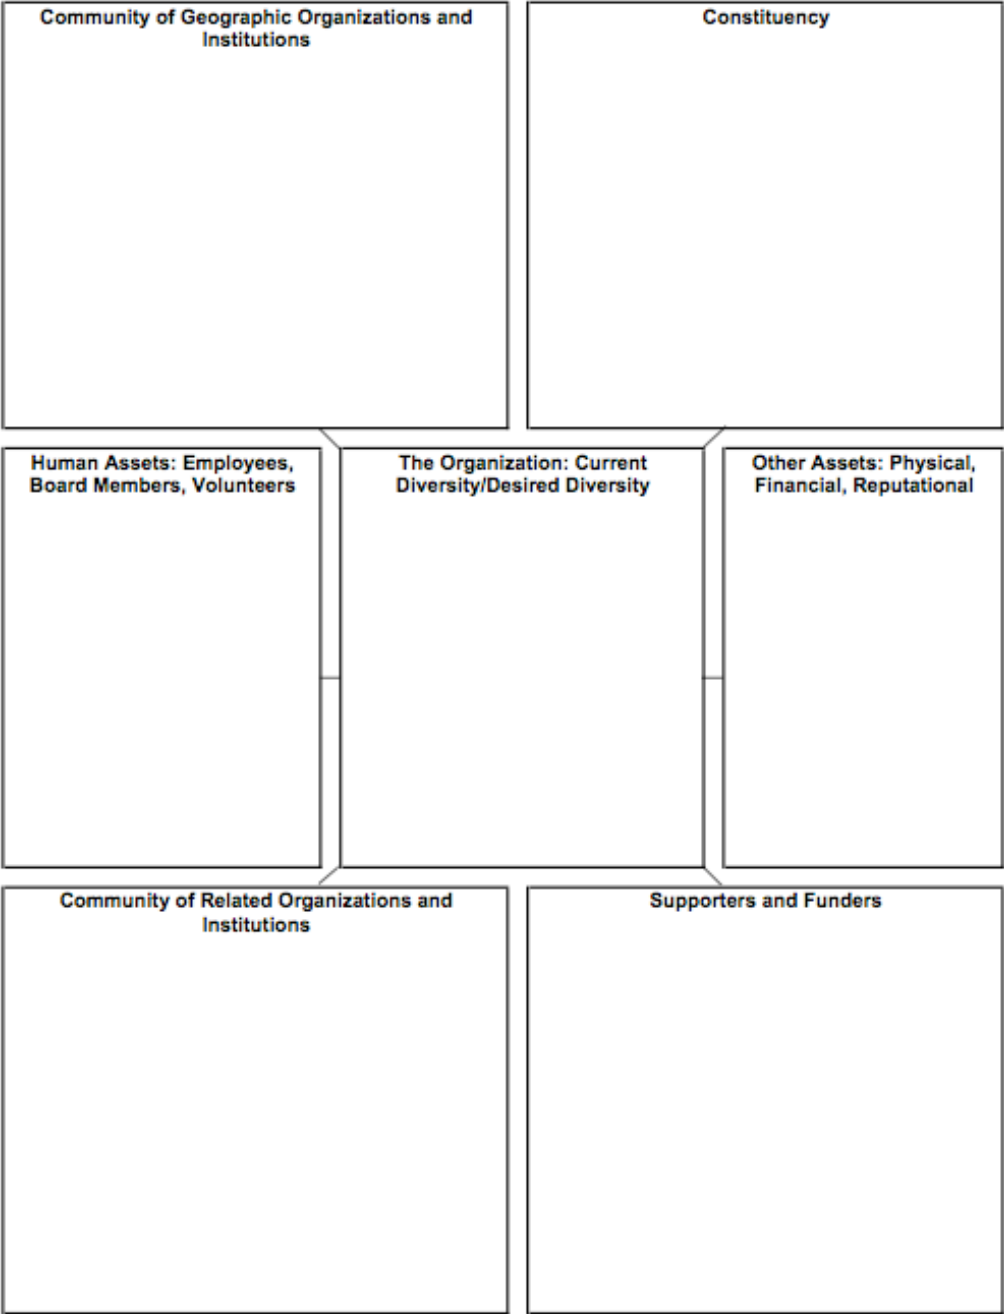 Community of Geographic Organizations and
Institutions
Constituency
Human Assets: Employees,
Board Members, Volunteers
The Organization: Current
Diversity/Desired Diversity
Other Assets: Physical,
Financial, Reputational
Community of Related Organizations and
Institutions
Supporters and Funders